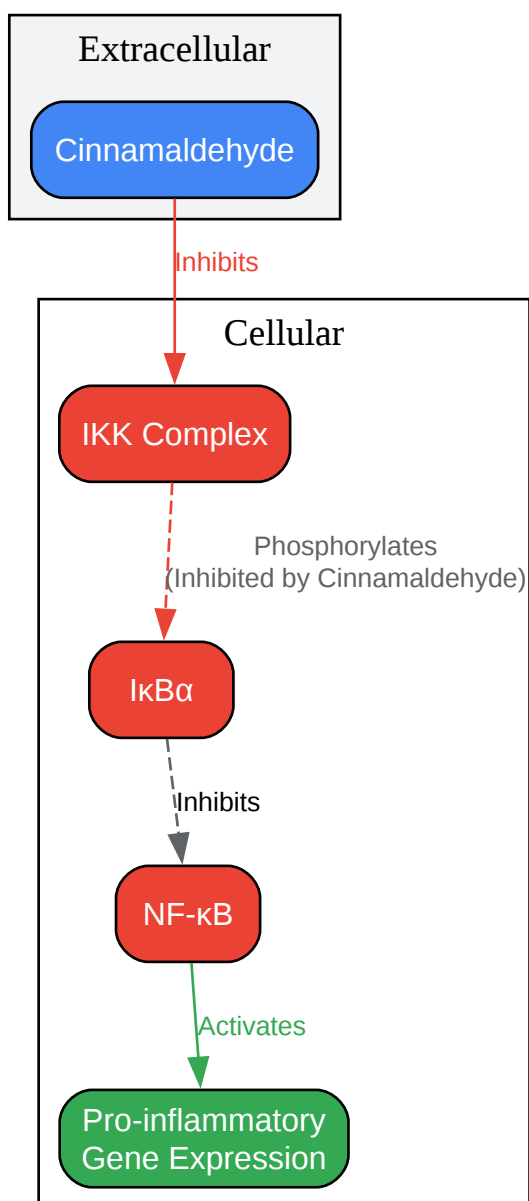 Extracellular
Cinnamaldehyde
Inhibits
Cellular
IKK Complex
Phosphorylates
(Inhibited by Cinnamaldehyde)
IκBα
Inhibits
NF-κB
Activates
Pro-inflammatory
Gene Expression